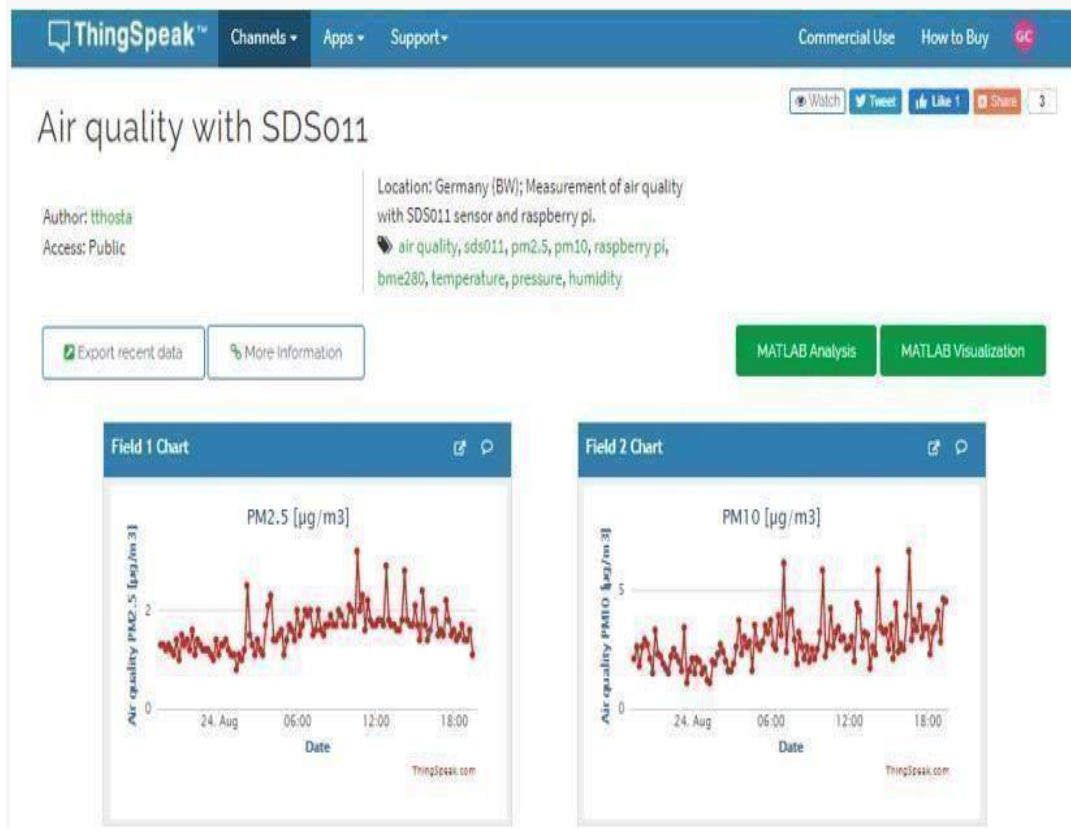 ThingSpeak™ Channels Apps Support Commercial Use How to Buy GC
Watch Tweet Like 1 Share 3
Air quality with SDS011
Author: tthosta
Access: Public
Location: Germany (BW); Measurement of air quality
with SDS011 sensor and raspberry pi.
air quality, sds011, pm2.5, pm10, raspberry pi,
bme280, temperature, pressure, humidity
Export recent data More Information MATLAB Analysis MATLAB Visualization
Field 1 Chart
PM2.5 [µg/m3]
Air quality PM2.5 [µg/m3]
2
0
24. Aug 06:00 12:00 18:00
Date
ThingSpeak.com
Field 2 Chart
PM10 [µg/m3]
Air quality PM10 [µg/m3]
5
0
24. Aug 06:00 12:00 18:00
Date
ThingSpeak.com